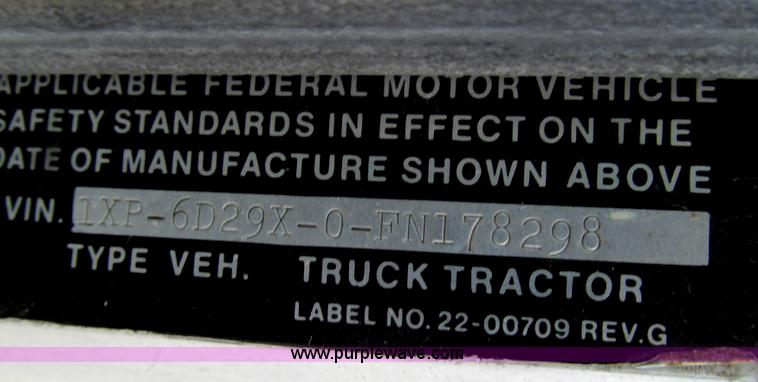 APPLICABLE FEDERAL MOTOR VEHICLE
SAFETY STANDARDS IN EFFECT ON THE
DATE OF MANUFACTURE SHOWN ABOVE
VIN. 1XP-6D29X-0-FN178298
TYPE VEH. TRUCK TRACTOR
LABEL NO. 22-00709 REV.G
www.purplewave.com